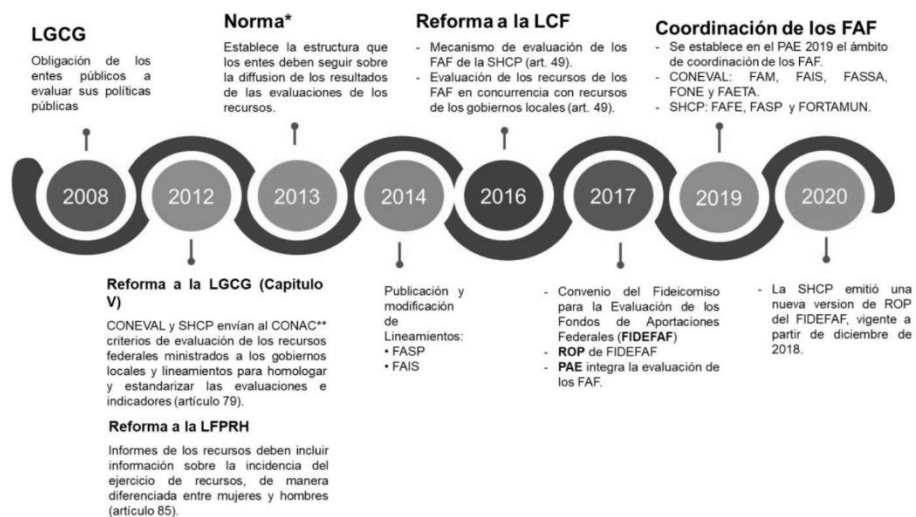 LGCG
Obligación de los
entes públicos a
evaluar sus políticas
públicas
Norma*
Establece la estructura que
los entes deben seguir sobre
la diffusion de los resultados
de las evaluaciones de los
recursos.
Reforma a la LCF
- Mecanismo de evaluación de los
FAF de la SHCP (art. 49).
- Evaluación de los recursos de los
FAF en concurrencia con recursos
de los gobiernos locales (art. 49).
Coordinación de los FAF
- Se establece en el PAE 2019 el ámbito
de coordinación de los FAF.
- CONEVAL: FAM, FAIS, FASSA,
FONE y FAETA.
- SHCP: FAFE, FASP y FORTAMUN.
2008
2012
2013
2014
2016
2017
2019
2020
Reforma a la LGCG (Capitulo
V)
CONEVAL y SHCP envían al CONAC**
criterios de evaluación de los recursos
federales ministrados a los gobiernos
locales y lineamientos para homologar
y estandarizar las evaluaciones e
indicadores (artículo 79).
Reforma a la LFPRH
Informes de los recursos deben incluir
información sobre la incidencia del
ejercicio de recursos, de manera
diferenciada entre mujeres y hombres
(artículo 85).
Publicación y
modificación
de
Lineamientos:
• FASP
• FAIS
- Convenio del Fideicomiso
para la Evaluación de los
Fondos de Aportaciones
Federales (FIDEFAF)
- ROP de FIDEFAF
- PAE integra la evaluación de
los FAF.
- La SHCP emitió una
nueva version de ROP
del FIDEFAF, vigente a
partir de diciembre de
2018.